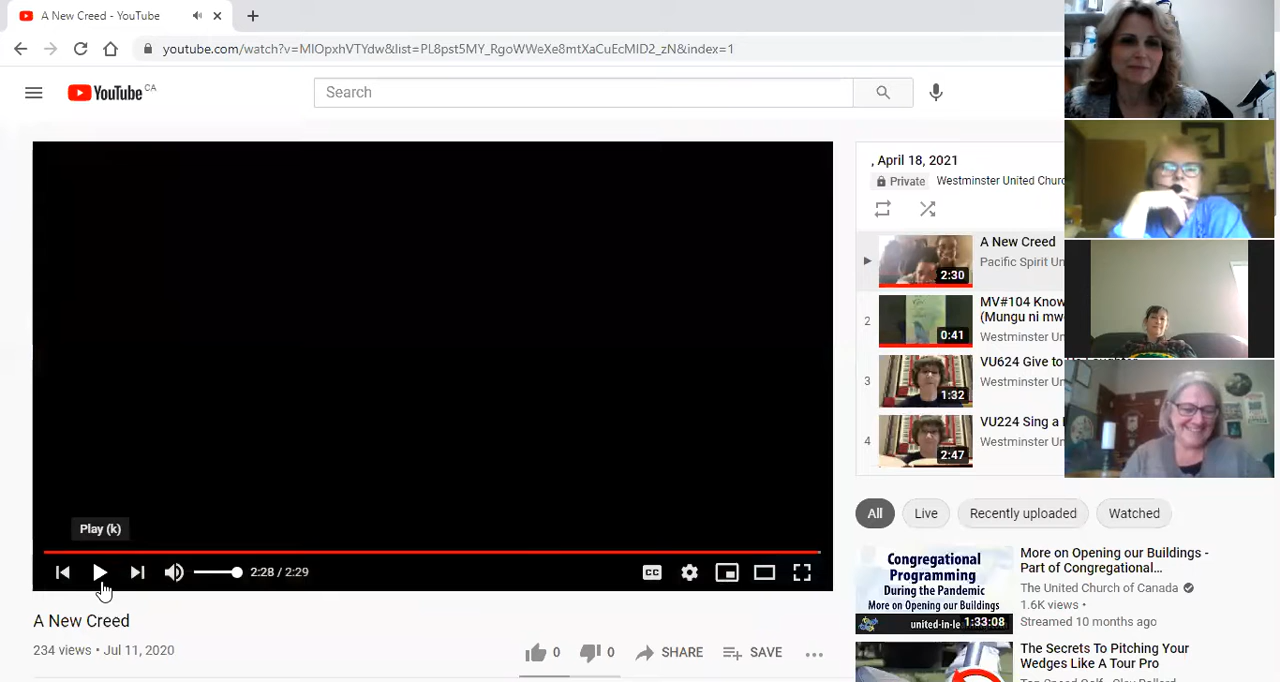 A New Creed - YouTube
youtube.com/watch?v=MIOpxhVTYdw&list=PL8pst5MY_RgoWWeXe8mtXaCuEcMID2_zN&index=1
YouTube CA
Search
, April 18, 2021
Private Westminster United Churc
A New Creed
Pacific Spirit Un
2:30
2
MV#104 Know
(Mungu ni mw
Westminster Un
0:41
3
VU624 Give to Us Laughter
Westminster Un
1:32
4
VU224 Sing a
Westminster Un
2:47
Play (k)
2:28 / 2:29
CC
A New Creed
234 views • Jul 11, 2020
0 0 SHARE SAVE
All Live Recently uploaded Watched
Congregational
Programming
During the Pandemic
More on Opening our Buildings
united-in-le
1:33:08
More on Opening our Buildings -
Part of Congregational...
The United Church of Canada
1.6K views •
Streamed 10 months ago
The Secrets To Pitching Your
Wedges Like A Tour Pro